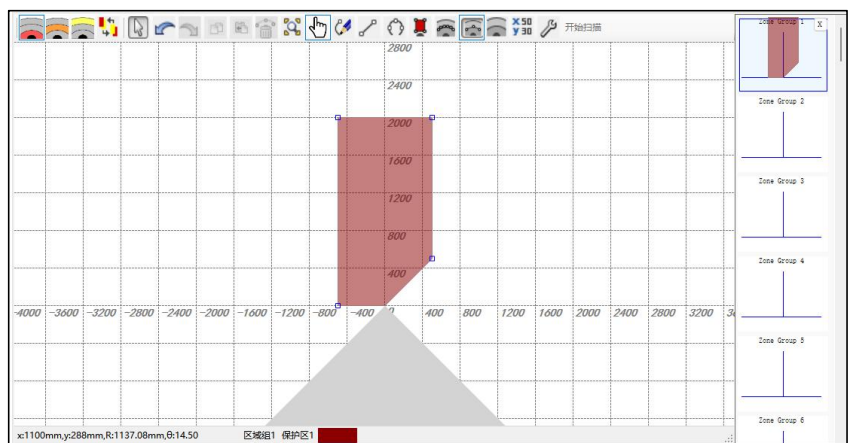 X 50
Y 30
开始扫描
2800
2400
2000
1600
1200
800
400
-4000 -3600 -3200 -2800 -2400 -2000 -1600 -1200 -800 -400 0 400 800 1200 1600 2000 2400 2800 3200
x:1100mm,y:288mm,R:1137.08mm,θ:14.50
区域组1 保护区1
Zone Group 1
X
Zone Group 2
Zone Group 3
Zone Group 4
Zone Group 5
Zone Group 6